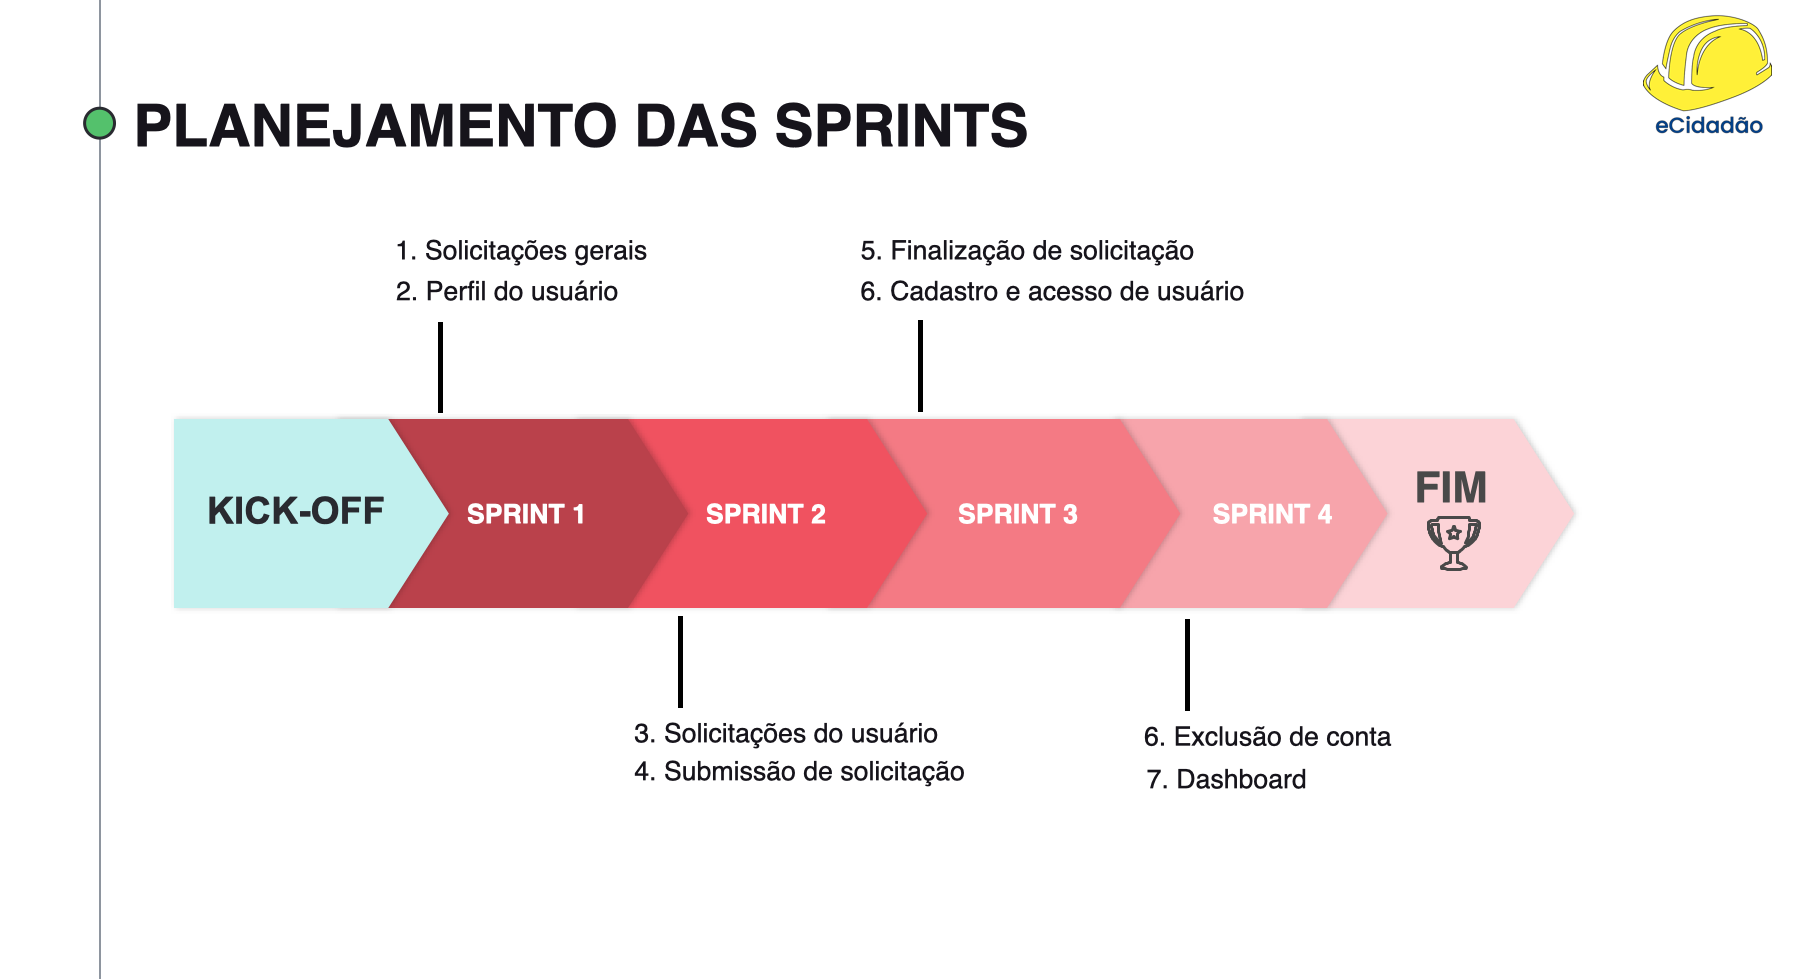 eCidadão
PLANEJAMENTO DAS SPRINTS
1. Solicitações gerais
2. Perfil do usuário
5. Finalização de solicitação
6. Cadastro e acesso de usuário
KICK-OFF
SPRINT 1
SPRINT 2
SPRINT 3
SPRINT 4
FIM
3. Solicitações do usuário
4. Submissão de solicitação
6. Exclusão de conta
7. Dashboard